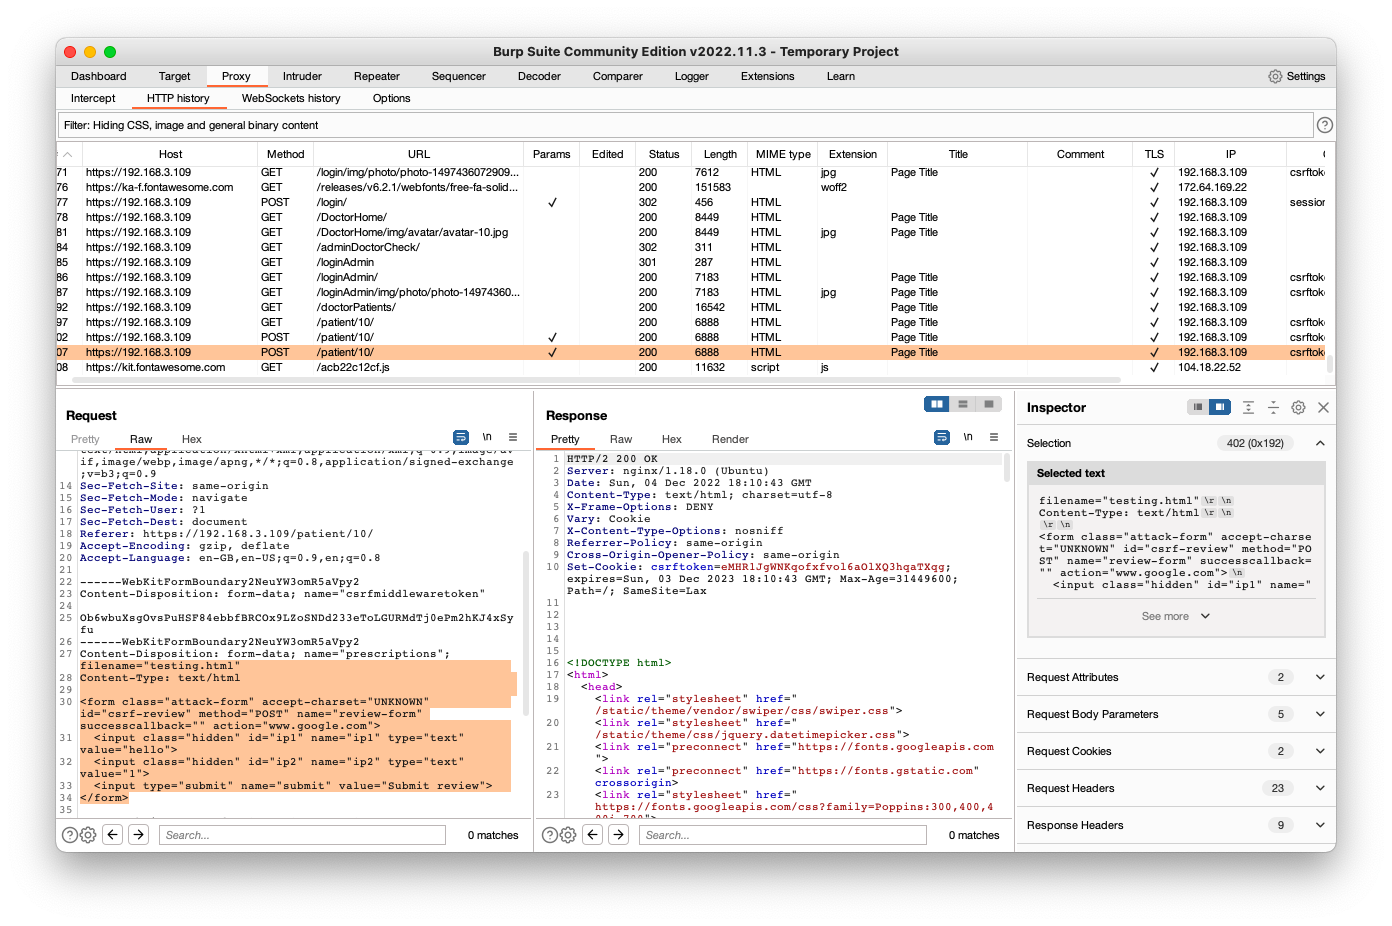 Burp Suite Community Edition v2022.11.3 - Temporary Project
Dashboard Target Proxy Intruder Repeater Sequencer Decoder Comparer Logger Extensions Learn Settings
Intercept HTTP history WebSockets history Options
Filter: Hiding CSS, image and general binary content
Host Method URL Params Edited Status Length MIME type Extension Title Comment TLS IP
71 https://192.168.3.109 GET /login/img/photo/photo-1497436072909... 200 7612 HTML jpg Page Title ✓ 192.168.3.109 csrftok
76 https://ka-f.fontawesome.com GET /releases/v6.2.1/webfonts/free-fa-solid... 200 151583 woff2 ✓ 172.64.169.22
77 https://192.168.3.109 POST /login/ ✓ 302 456 HTML ✓ 192.168.3.109 session
78 https://192.168.3.109 GET /DoctorHome/ 200 8449 HTML Page Title ✓ 192.168.3.109
81 https://192.168.3.109 GET /DoctorHome/img/avatar/avatar-10.jpg 200 8449 HTML jpg Page Title ✓ 192.168.3.109
84 https://192.168.3.109 GET /adminDoctorCheck/ 302 311 HTML ✓ 192.168.3.109
85 https://192.168.3.109 GET /loginAdmin 301 287 HTML ✓ 192.168.3.109
86 https://192.168.3.109 GET /loginAdmin/ 200 7183 HTML Page Title ✓ 192.168.3.109 csrftok
87 https://192.168.3.109 GET /loginAdmin/img/photo/photo-14974360... 200 7183 HTML jpg Page Title ✓ 192.168.3.109 csrftok
92 https://192.168.3.109 GET /doctorPatients/ 200 16542 HTML Page Title ✓ 192.168.3.109
97 https://192.168.3.109 GET /patient/10/ 200 6888 HTML Page Title ✓ 192.168.3.109 csrftok
02 https://192.168.3.109 POST /patient/10/ ✓ 200 6888 HTML Page Title ✓ 192.168.3.109 csrftok
07 https://192.168.3.109 POST /patient/10/ ✓ 200 6888 HTML Page Title ✓ 192.168.3.109 csrftok
08 https://kit.fontawesome.com GET /acb22c12cf.js 200 11632 script js ✓ 104.18.22.52
Request
Pretty Raw Hex \n
if,image/webp,image/apng,*/*;q=0.8,application/signed-exchange
;v=b3;q=0.9
14 Sec-Fetch-Site: same-origin
15 Sec-Fetch-Mode: navigate
16 Sec-Fetch-User: ?1
17 Sec-Fetch-Dest: document
18 Referer: https://192.168.3.109/patient/10/
19 Accept-Encoding: gzip, deflate
20 Accept-Language: en-GB,en-US;q=0.9,en;q=0.8
21
22 ------WebKitFormBoundary2NeuYW3omR5aVpy2
23 Content-Disposition: form-data; name="csrfmiddlewaretoken"
24
25 Ob6wbuXsgOvsPuHSF84ebbfBRCOx9LZoSNDd233eToLGURMdTj0ePm2hKJ4xSy
fu
26 ------WebKitFormBoundary2NeuYW3omR5aVpy2
27 Content-Disposition: form-data; name="prescriptions";
filename="testing.html"
28 Content-Type: text/html
29
30 <form class="attack-form" accept-charset="UNKNOWN"
id="csrf-review" method="POST" name="review-form"
successcallback="" action="www.google.com">
31 <input class="hidden" id="ip1" name="ip1" type="text"
value="hello">
32 <input class="hidden" id="ip2" name="ip2" type="text"
value="1">
33 <input type="submit" name="submit" value="Submit review">
34 </form>
35
Search... 0 matches
Response
Pretty Raw Hex Render \n
1 HTTP/2 200 OK
2 Server: nginx/1.18.0 (Ubuntu)
3 Date: Sun, 04 Dec 2022 18:10:43 GMT
4 Content-Type: text/html; charset=utf-8
5 X-Frame-Options: DENY
6 Vary: Cookie
7 X-Content-Type-Options: nosniff
8 Referrer-Policy: same-origin
9 Cross-Origin-Opener-Policy: same-origin
10 Set-Cookie: csrftoken=eMHR1JgWNKqofxfvol6aOlXQ3hqaTXqg;
expires=Sun, 03 Dec 2023 18:10:43 GMT; Max-Age=31449600;
Path=/; SameSite=Lax
11
12
13
14
15
16 <!DOCTYPE html>
17 <html>
18 <head>
19 <link rel="stylesheet" href="
/static/theme/vendor/swiper/css/swiper.css">
20 <link rel="stylesheet" href="
/static/theme/css/jquery.datetimepicker.css">
21 <link rel="preconnect" href="https://fonts.googleapis.com
">
22 <link rel="preconnect" href="https://fonts.gstatic.com"
crossorigin>
23 <link rel="stylesheet" href="
https://fonts.googleapis.com/css?family=Poppins:300,400,4
Search... 0 matches
Inspector
Selection 402 (0x192)
Selected text
filename="testing.html" \r \n
Content-Type: text/html \r \n
\r \n
<form class="attack-form" accept-charse
t="UNKNOWN" id="csrf-review" method="PO
ST" name="review-form" successcallback=
"" action="www.google.com"> \n
<input class="hidden" id="ip1" name="
See more
Request Attributes 2
Request Body Parameters 5
Request Cookies 2
Request Headers 23
Response Headers 9